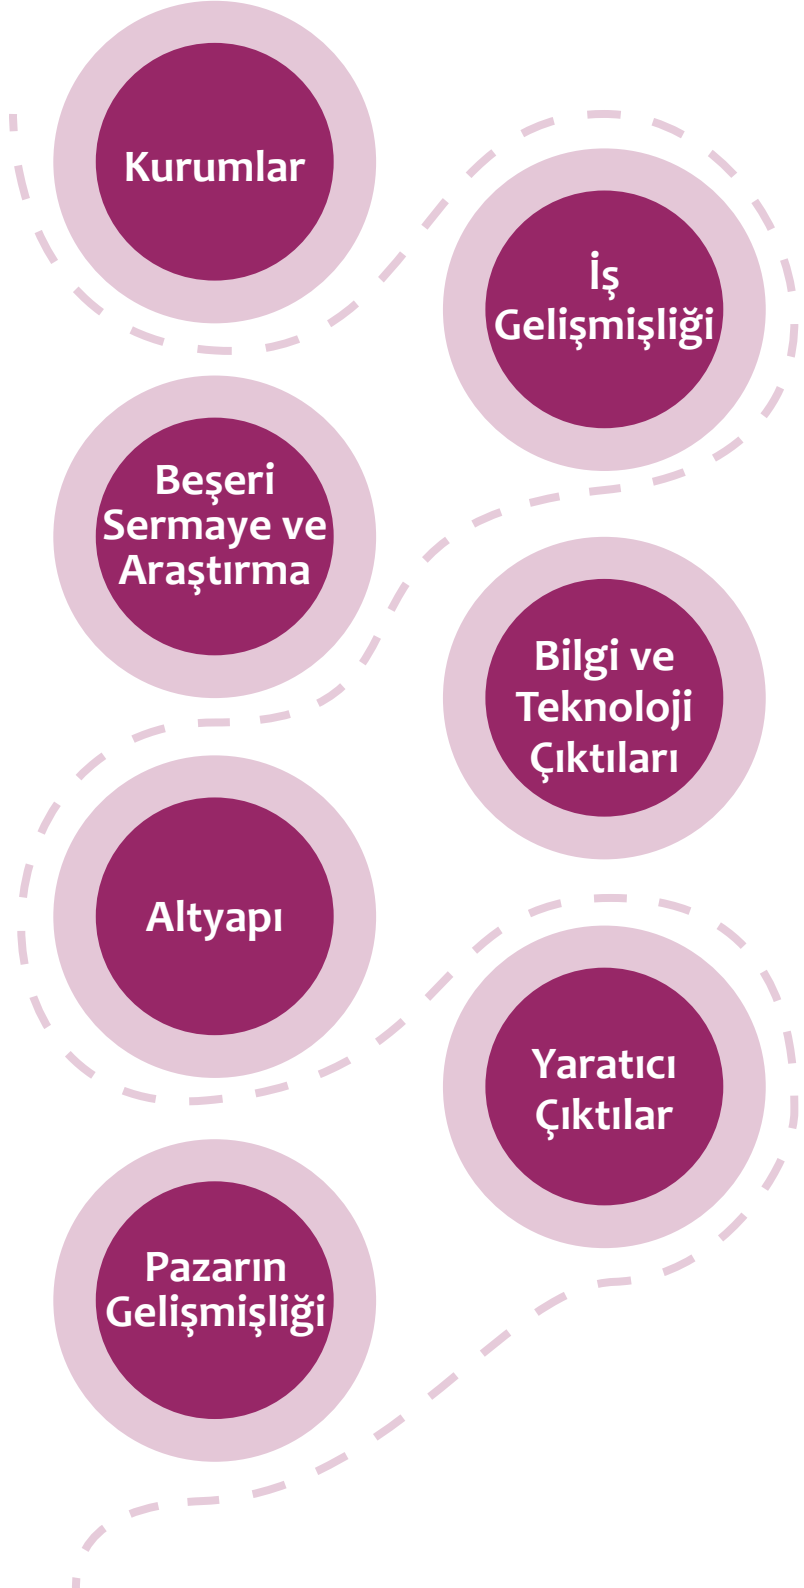 Kurumlar
İş
Gelişmişliği
Beşeri
Sermaye ve
Araştırma
Bilgi ve
Teknoloji
Çıktıları
Altyapı
Yaratıcı
Çıktılar
Pazarın
Gelişmişliği